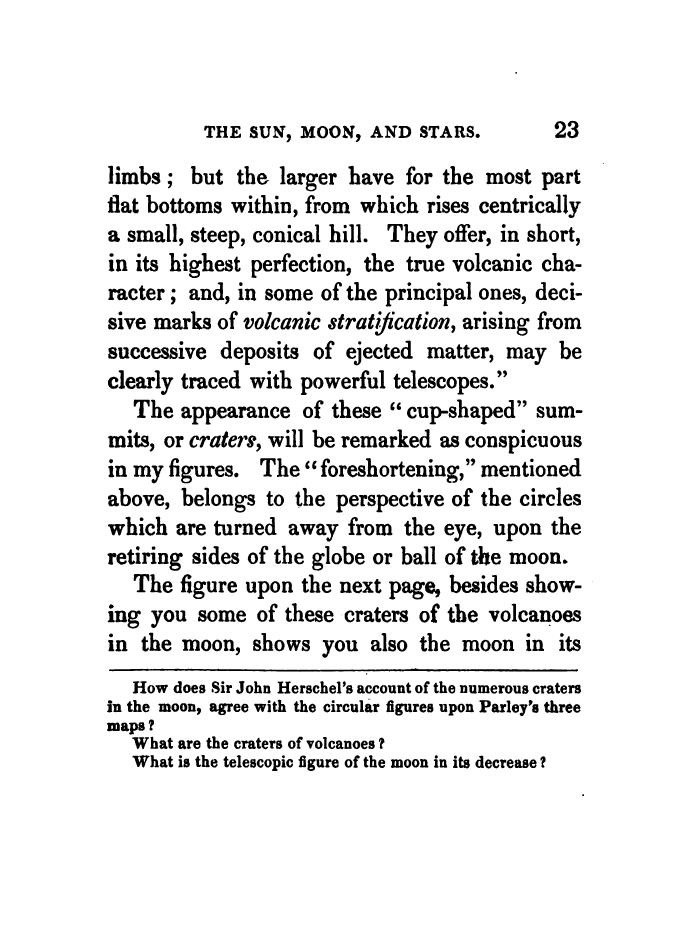 THE SUN, MOON, AND STARS. 23
limbs ; but the larger have for the most part
flat bottoms within, from which rises centrically
a small, steep, conical hill. They offer, in short,
in its highest perfection, the true volcanic cha-
racter ; and, in some of the principal ones, deci-
sive marks of volcanic stratification, arising from
successive deposits of ejected matter, may be
clearly traced with powerful telescopes.”
The appearance of these “ cup-shaped” sum-
mits, or craters, will be remarked as conspicuous
in my figures. The “foreshortening,” mentioned
above, belongs to the perspective of the circles
which are turned away from the eye, upon the
retiring sides of the globe or ball of the moon.
The figure upon the next page, besides show-
ing you some of these craters of the volcanoes
in the moon, shows you also the moon in its
How does Sir John Herschel's account of the numerous craters
in the moon, agree with the circular figures upon Parley's three
maps ?
What are the craters of volcanoes ?
What is the telescopic figure of the moon in its decrease ?